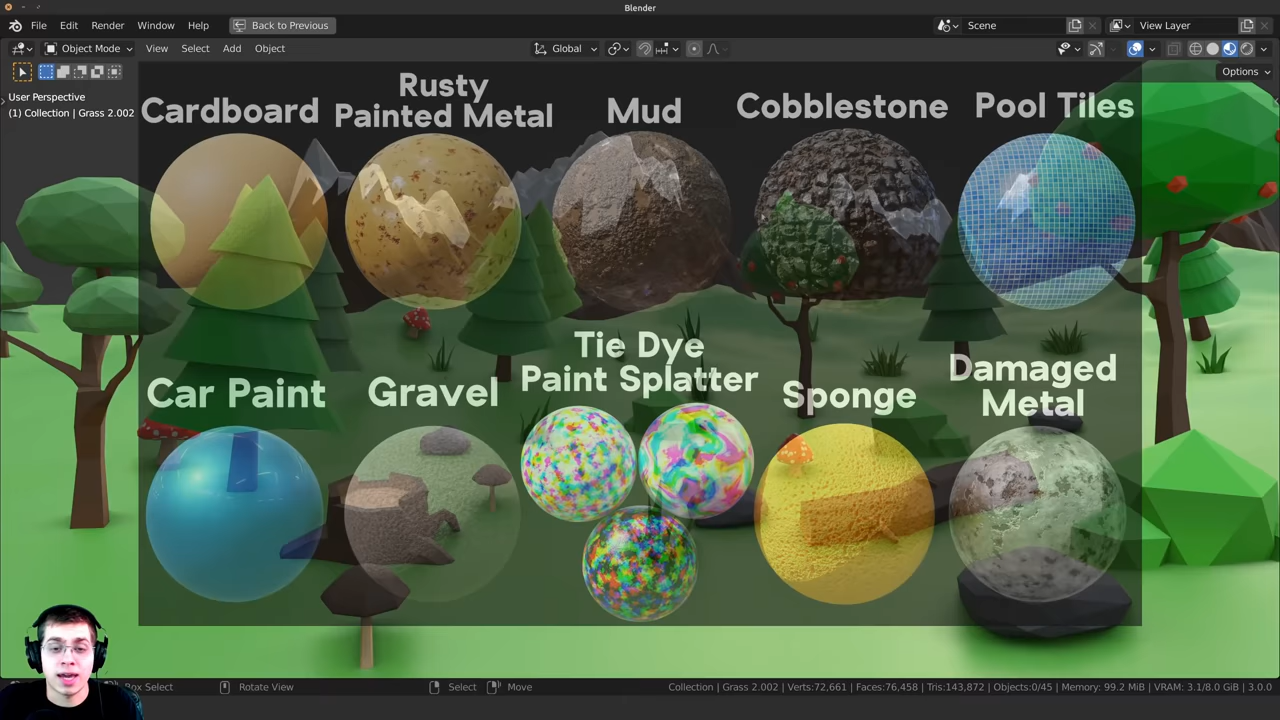 Blender
File Edit Render Window Help Back to Previous Scene View Layer
Object Mode View Select Add Object Global
Options
User Perspective
(1) Collection | Grass 2.002
Cardboard
Rusty
Painted Metal
Mud
Cobblestone
Pool Tiles
Car Paint
Gravel
Tie Dye
Paint Splatter
Sponge
Damaged
Metal
Box Select Rotate View Select Move Collection | Grass 2.002 | Verts:72,661 | Faces:76,458 | Tris:143,872 | Objects:0/45 | Memory: 99.2 MiB | VRAM: 3.1/8.0 GiB | 3.0.0